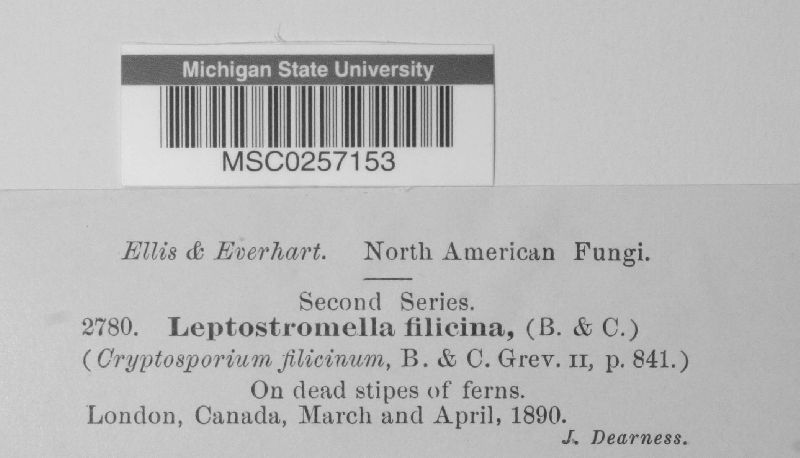 Michigan State University
MSC0257153
Ellis & Everhart. North American Fungi.
Second Series.
2780. Leptostromella filicina, (B. & C.)
(Cryptosporium filicinum, B. & C. Grev. II, p. 841.)
On dead stipes of ferns.
London, Canada, March and April, 1890.
J. Dearness.